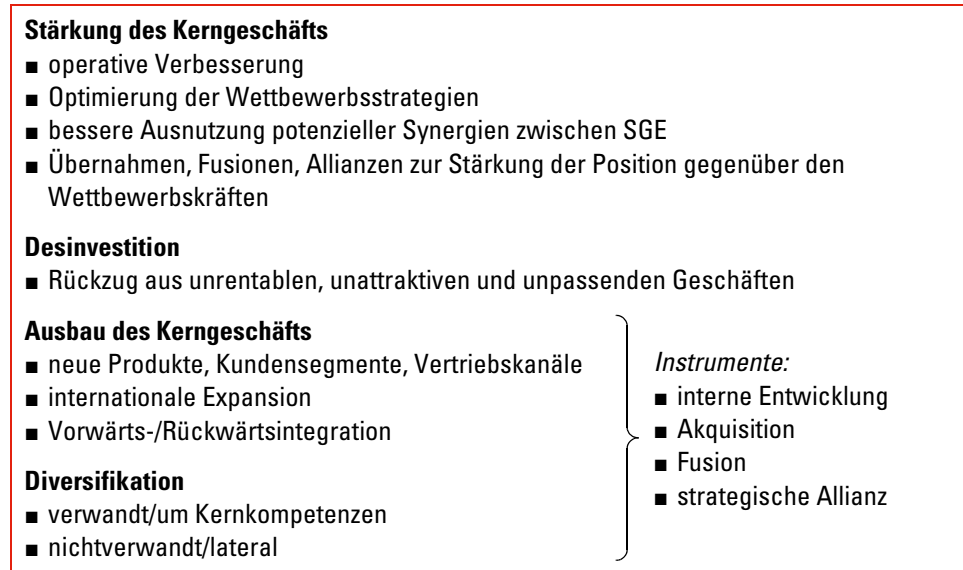 Stärkung des Kerngeschäfts
■ operative Verbesserung
■ Optimierung der Wettbewerbsstrategien
■ bessere Ausnutzung potenzieller Synergien zwischen SGE
■ Übernahmen, Fusionen, Allianzen zur Stärkung der Position gegenüber den
Wettbewerbskräften
Desinvestition
■ Rückzug aus unrentablen, unattraktiven und unpassenden Geschäften
Ausbau des Kerngeschäfts
■ neue Produkte, Kundensegmente, Vertriebskanäle
■ internationale Expansion
■ Vorwärts-/Rückwärtsintegration
Diversifikation
■ verwandt/um Kernkompetenzen
■ nichtverwandt/lateral
Instrumente:
■ interne Entwicklung
■ Akquisition
■ Fusion
■ strategische Allianz